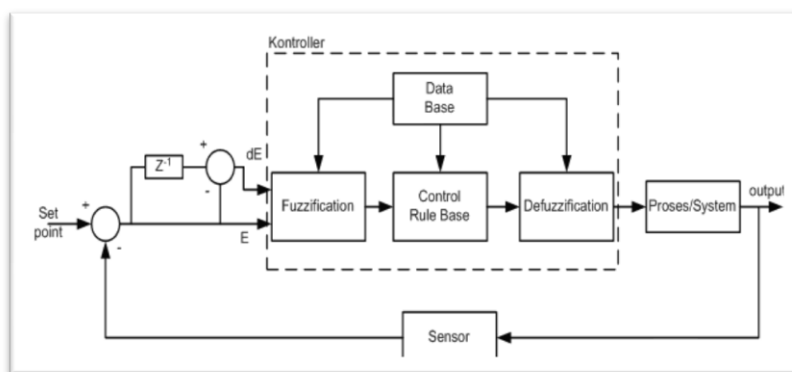 Kontroller
Data
Base
+
dE
Z-1
-
Fuzzification
Control
Rule Base
Defuzzification
Proses/System
output
Set
point
+
-
E
Sensor